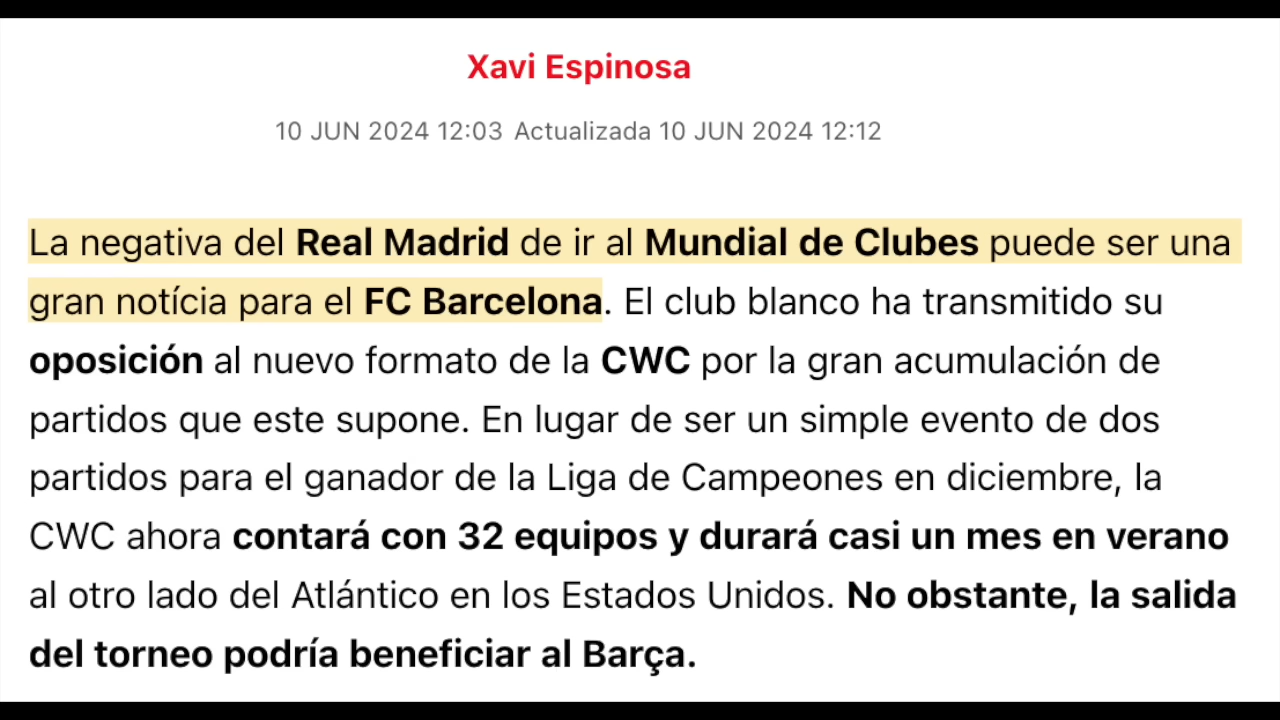 Xavi Espinosa
10 JUN 2024 12:03 Actualizada 10 JUN 2024 12:12
La negativa del Real Madrid de ir al Mundial de Clubes puede ser una
gran notícia para el FC Barcelona. El club blanco ha transmitido su
oposición al nuevo formato de la CWC por la gran acumulación de
partidos que este supone. En lugar de ser un simple evento de dos
partidos para el ganador de la Liga de Campeones en diciembre, la
CWC ahora contará con 32 equipos y durará casi un mes en verano
al otro lado del Atlántico en los Estados Unidos. No obstante, la salida
del torneo podría beneficiar al Barça.